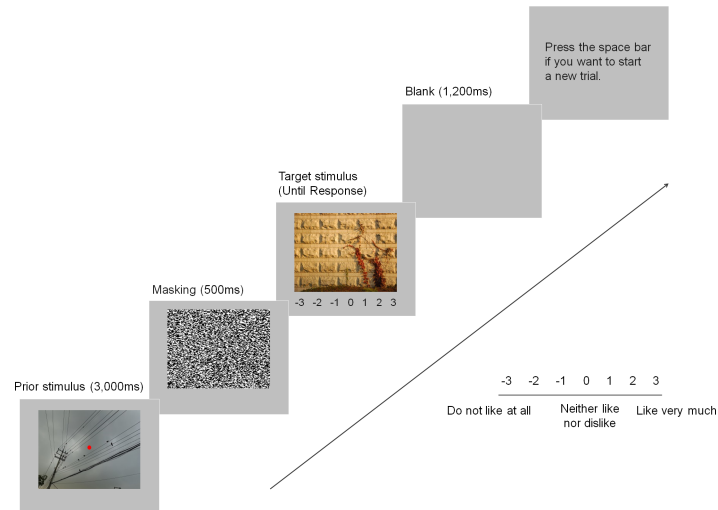 Press the space bar
if you want to start
a new trial.
Blank (1,200ms)
Target stimulus
(Until Response)
-3 -2 -1 0 1 2 3
Masking (500ms)
Prior stimulus (3,000ms)
-3 -2 -1 0 1 2 3
Do not like at all
Neither like
nor dislike
Like very much